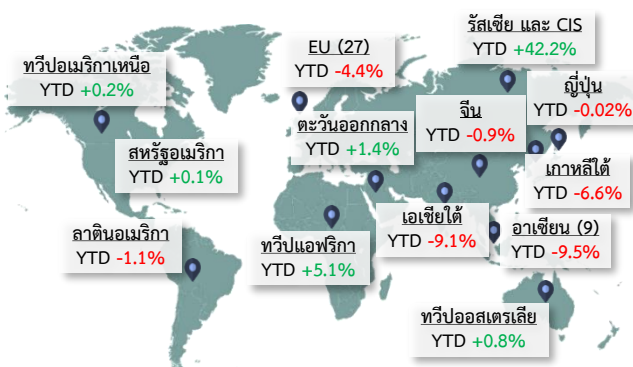 รัสเซีย และ CIS
YTD +42.2%
EU (27)
YTD -4.4%
ทวีปอเมริกาเหนือ
YTD +0.2%
ญี่ปุ่น
YTD -0.02%
จีน
YTD -0.9%
ตะวันออกกลาง
YTD +1.4%
สหรัฐอเมริกา
YTD +0.1%
เกาหลีใต้
YTD -6.6%
เอเชียใต้
YTD -9.1%
อาเซียน (9)
YTD -9.5%
ลาตินอเมริกา
YTD -1.1%
ทวีปแอฟริกา
YTD +5.1%
ทวีปออสเตรเลีย
YTD +0.8%